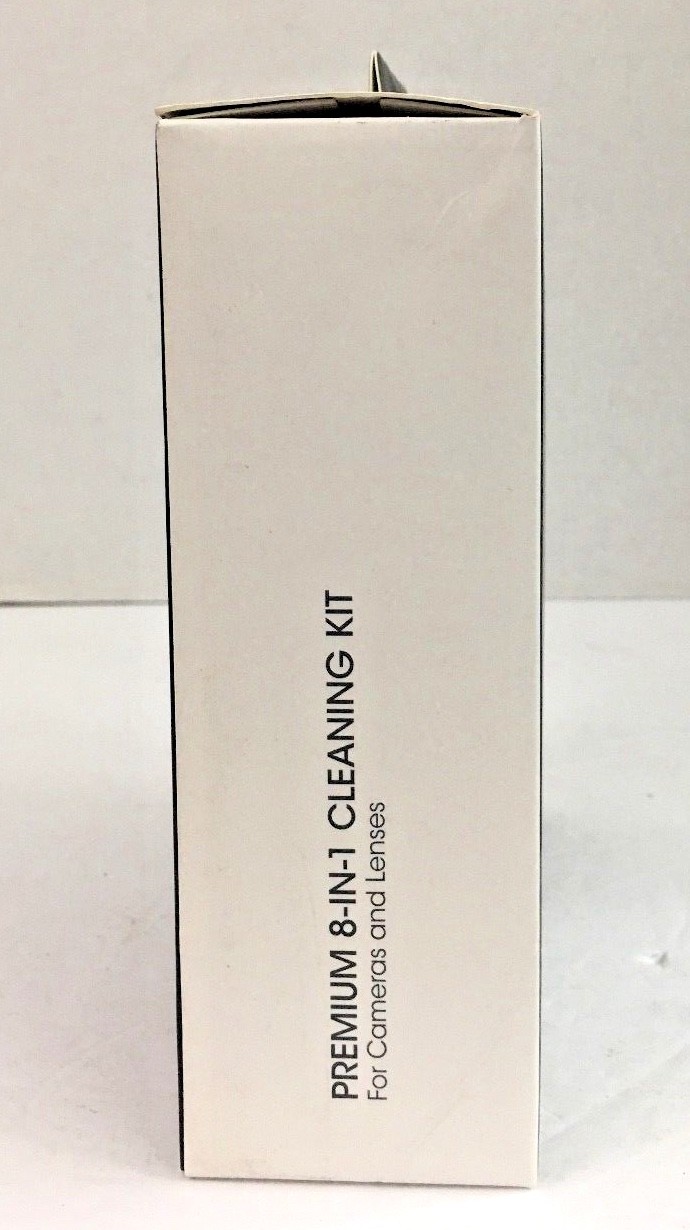 PREMIUM 8-IN-1 CLEANING KIT
For Cameras and Lenses